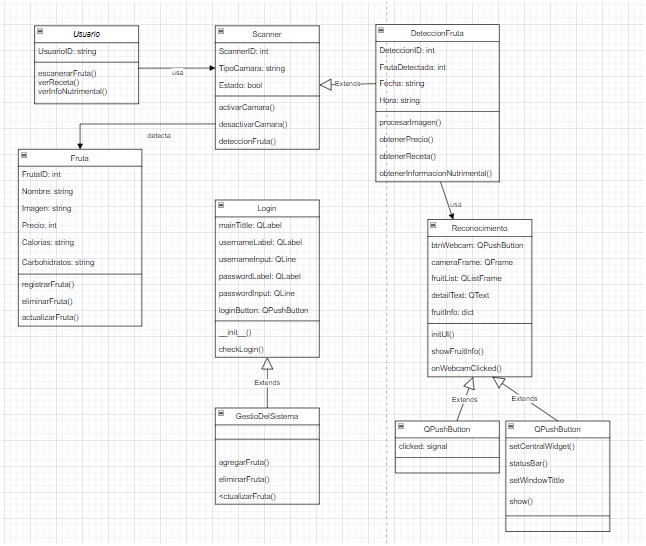 Usuario
UsuarioID: string
escanerarFruta()
verReceta()
verInfoNutrimental()
usa
Scanner
ScannerID: int
TipoCamara: string
Estado: bool
activarCamara()
desactivarCamara()
deteccionFruta()
Extends
DeteccionFruta
DeteccionID: int
FrutaDetectada: int
Fecha: string
Hora: string
procesarImagen()
obtenerPrecio()
obtenerReceta()
obtenerInformacionNutrimental()
detecta
Fruta
FrutaID: int
Nombre: string
Imagen: string
Precio: int
Calorias: string
Carbohidratos: string
registrarFruta()
eliminarFruta()
actualizarFruta()
Login
mainTittle: QLabel
usernameLabel: QLabel
usernameInput: QLine
passwordLabel: QLabel
passwordInput: QLine
loginButton: QPushButton
__init__()
checkLogin()
usa
Reconocimiento
btnWebcam: QPushButton
cameraFrame: QFrame
fruitList: QListFrame
detailText: QText
fruitInfo: dict
initUI()
showFruitInfo()
onWebcamClicked()
Extends
Extends
Extends
GestioDelSistema
agregarFruta()
eliminarFruta()
<ctualizarFruta()
QPushButton
clicked: signal
QPushButton
setCentralWidget()
statusBar()
setWindowTittle
show()